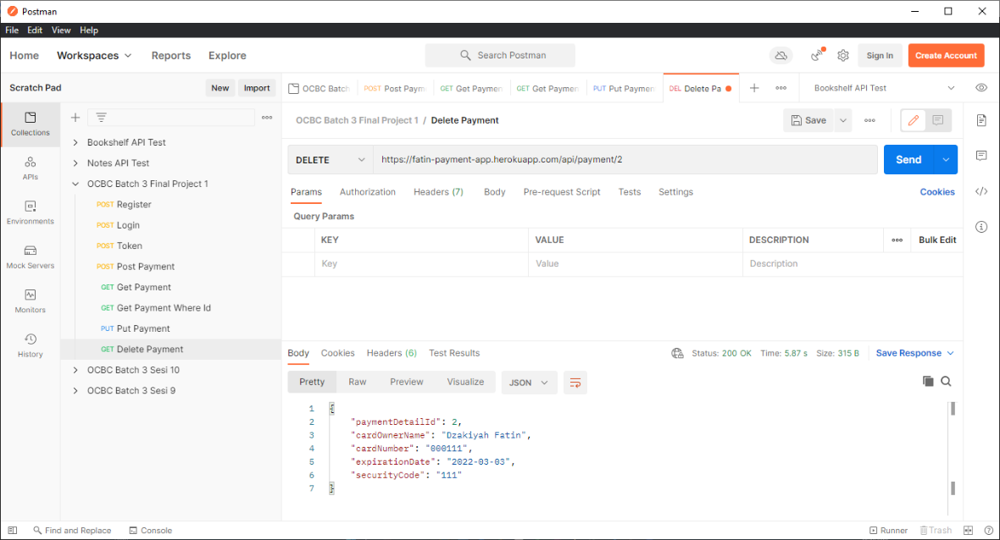 Postman
File Edit View Help
Home Workspaces Reports Explore Search Postman Sign In Create Account
Scratch Pad New Import
OCBC Batch POST Post Paym GET Get Paymen GET Get Paymen PUT Put Paymen DEL Delete Pa Bookshelf API Test
Collections
APIs
Environments
Mock Servers
Monitors
History
Bookshelf API Test
Notes API Test
OCBC Batch 3 Final Project 1
POST Register
POST Login
POST Token
POST Post Payment
GET Get Payment
GET Get Payment Where Id
PUT Put Payment
GET Delete Payment
OCBC Batch 3 Sesi 10
OCBC Batch 3 Sesi 9
OCBC Batch 3 Final Project 1 / Delete Payment Save
DELETE https://fatin-payment-app.herokuapp.com/api/payment/2 Send
Params Authorization Headers (7) Body Pre-request Script Tests Settings Cookies
Query Params
KEY VALUE DESCRIPTION Bulk Edit
Key Value Description
Body Cookies Headers (6) Test Results Status: 200 OK Time: 5.87 s Size: 315 B Save Response
Pretty Raw Preview Visualize JSON
1 {
2 "paymentDetailId": 2,
3 "cardOwnerName": "Dzakiyah Fatin",
4 "cardNumber": "000111",
5 "expirationDate": "2022-03-03",
6 "securityCode": "111"
7 }
Find and Replace Console Runner Trash